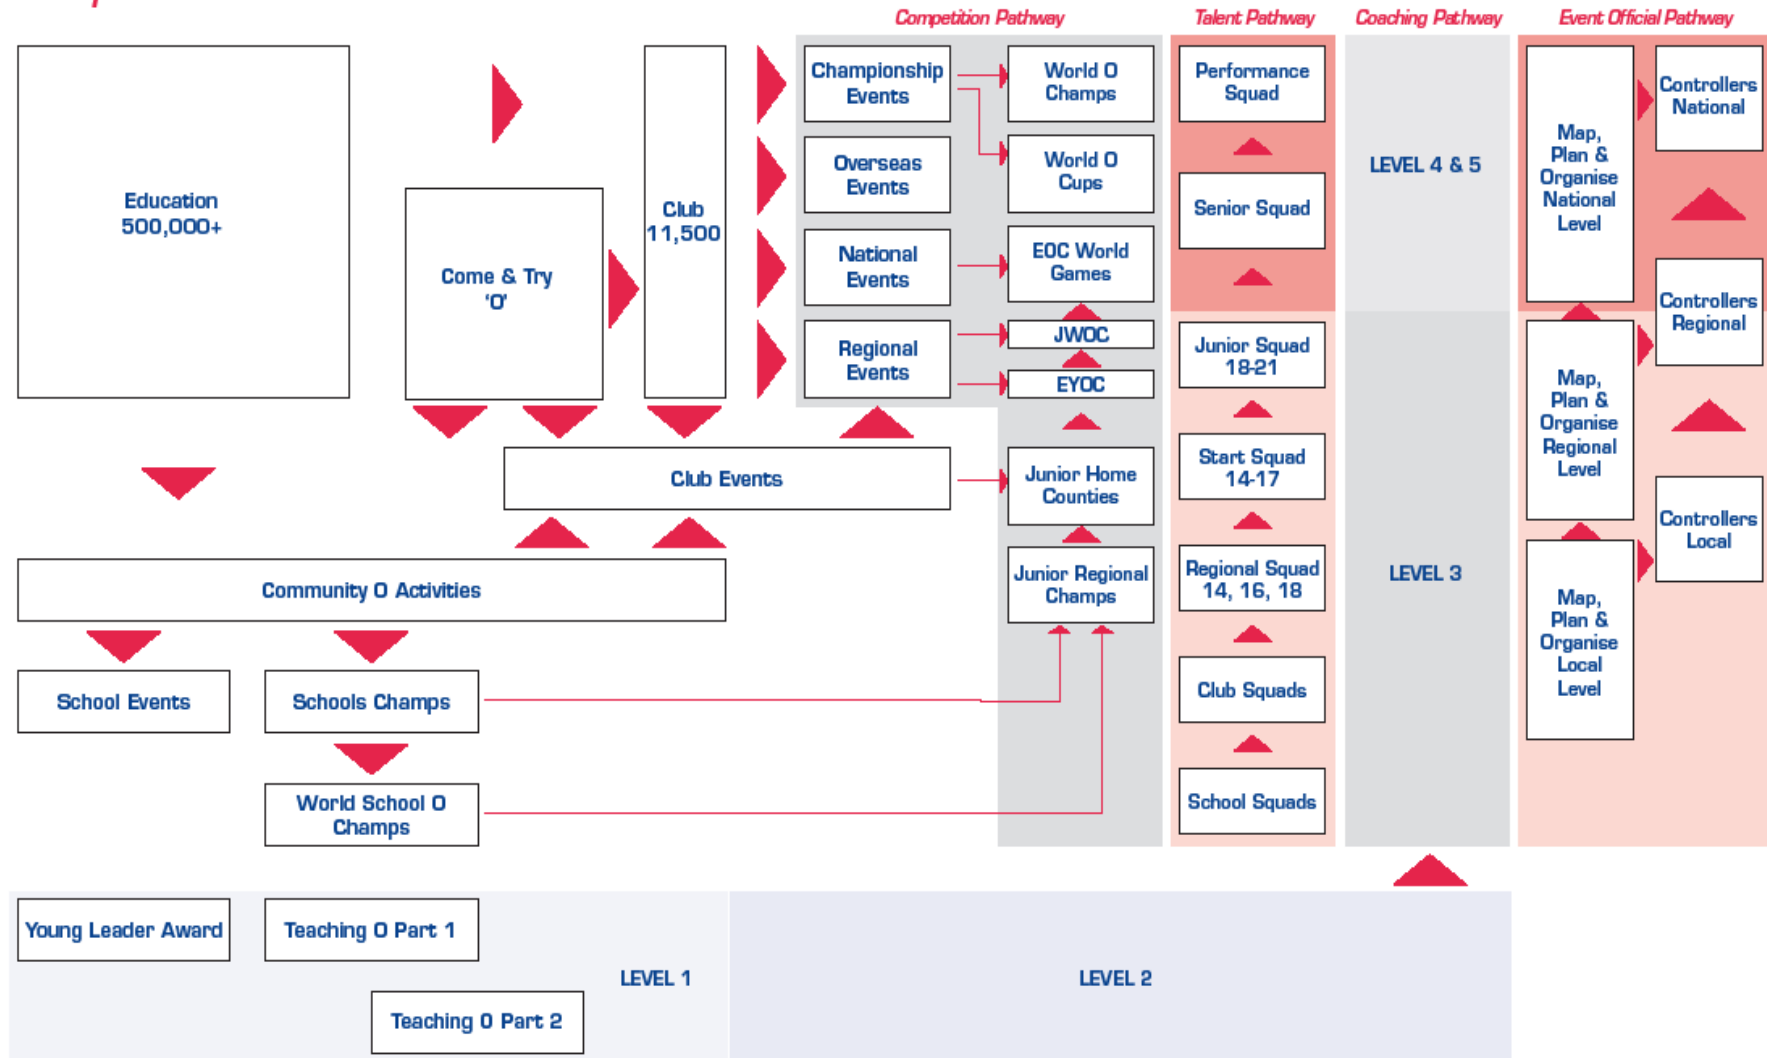 Competition Pathway
Talent Pathway
Coaching Pathway
Event Official Pathway
Education
500,000+
Come & Try
'O'
Club
11,500
Championship
Events
Overseas
Events
National
Events
Regional
Events
World O
Champs
World O
Cups
EOC World
Games
JWOC
EYOC
Junior Home
Counties
Junior Regional
Champs
Performance
Squad
Senior Squad
Junior Squad
18-21
Start Squad
14-17
Regional Squad
14, 16, 18
Club Squads
School Squads
LEVEL 4 & 5
LEVEL 3
Map,
Plan &
Organise
National
Level
Map,
Plan &
Organise
Regional
Level
Map,
Plan &
Organise
Local
Level
Controllers
National
Controllers
Regional
Controllers
Local
Club Events
Community O Activities
School Events
Schools Champs
World School O
Champs
Young Leader Award
Teaching O Part 1
Teaching O Part 2
LEVEL 1
LEVEL 2